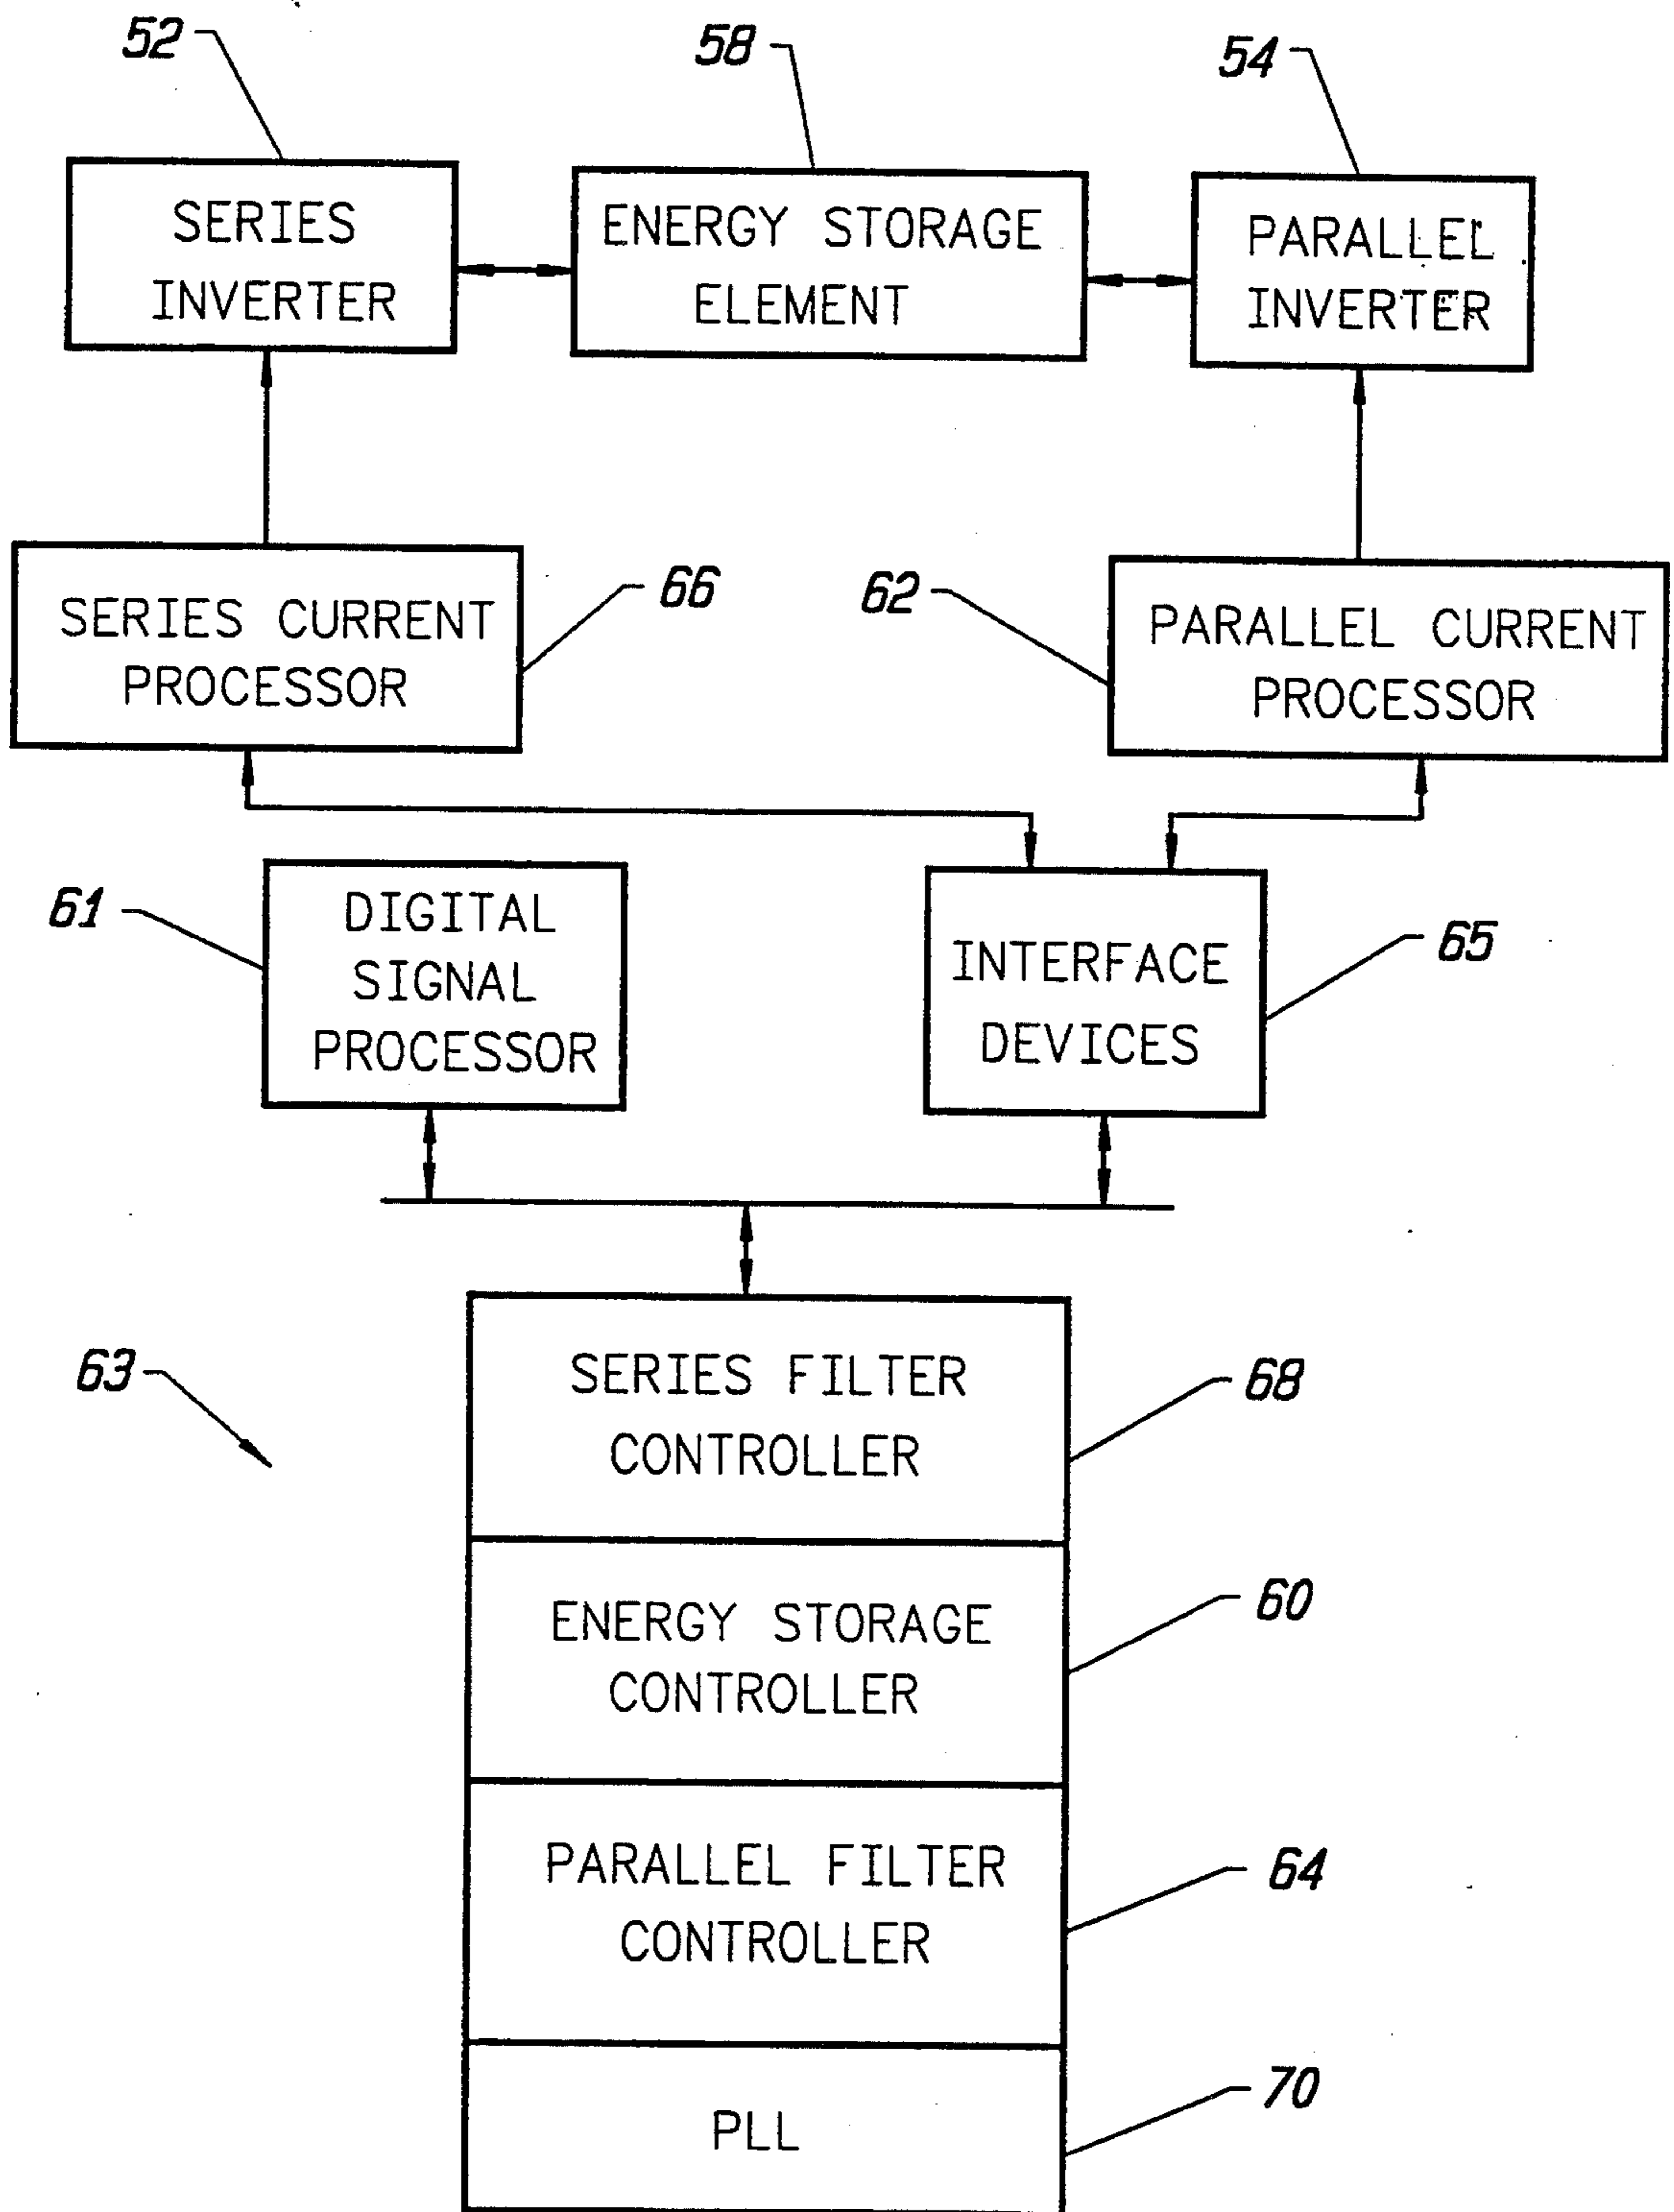 52
58
54
SERIES
INVERTER
ENERGY STORAGE
ELEMENT
PARALLEL
INVERTER
SERIES CURRENT
PROCESSOR
66
62
PARALLEL CURRENT
PROCESSOR
61
DIGITAL
SIGNAL
PROCESSOR
INTERFACE
DEVICES
65
63
SERIES FILTER
CONTROLLER
68
ENERGY STORAGE
CONTROLLER
60
PARALLEL FILTER
CONTROLLER
64
PLL
70